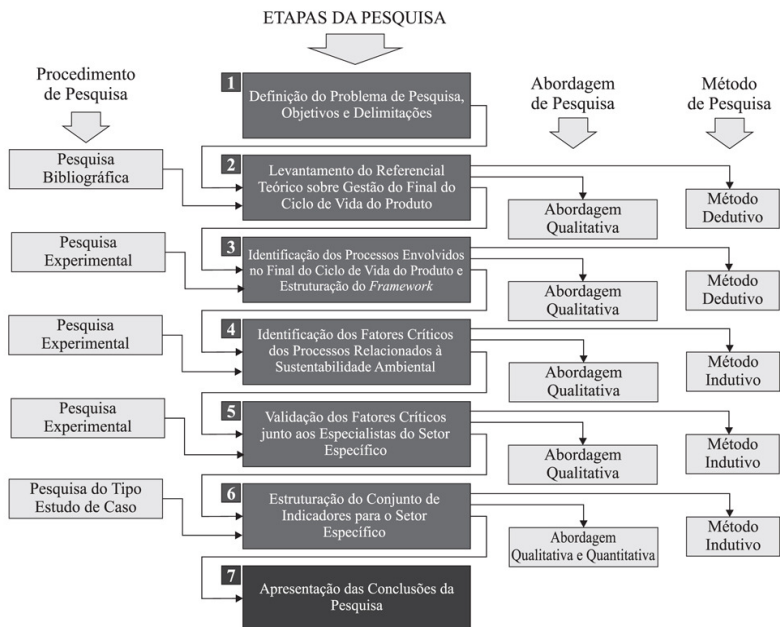 ETAPAS DA PESQUISA
Procedimento
de Pesquisa
Abordagem
de Pesquisa
Método
de Pesquisa
1
Definição do Problema de Pesquisa,
Objetivos e Delimitações
Pesquisa
Bibliográfica
2
Levantamento do Referencial
Teórico sobre Gestão do Final do
Ciclo de Vida do Produto
Abordagem
Qualitativa
Método
Dedutivo
Pesquisa
Experimental
3
Identificação dos Processos Envolvidos
no Final do Ciclo de Vida do Produto e
Estruturação do Framework
Abordagem
Qualitativa
Método
Dedutivo
Pesquisa
Experimental
4
Identificação dos Fatores Críticos
dos Processos Relacionados à
Sustentabilidade Ambiental
Abordagem
Qualitativa
Método
Indutivo
Pesquisa
Experimental
5
Validação dos Fatores Críticos
junto aos Especialistas do Setor
Específico
Abordagem
Qualitativa
Método
Indutivo
Pesquisa do Tipo
Estudo de Caso
6
Estruturação do Conjunto de
Indicadores para o Setor
Específico
Abordagem
Qualitativa e Quantitativa
Método
Indutivo
7
Apresentação das Conclusões da
Pesquisa